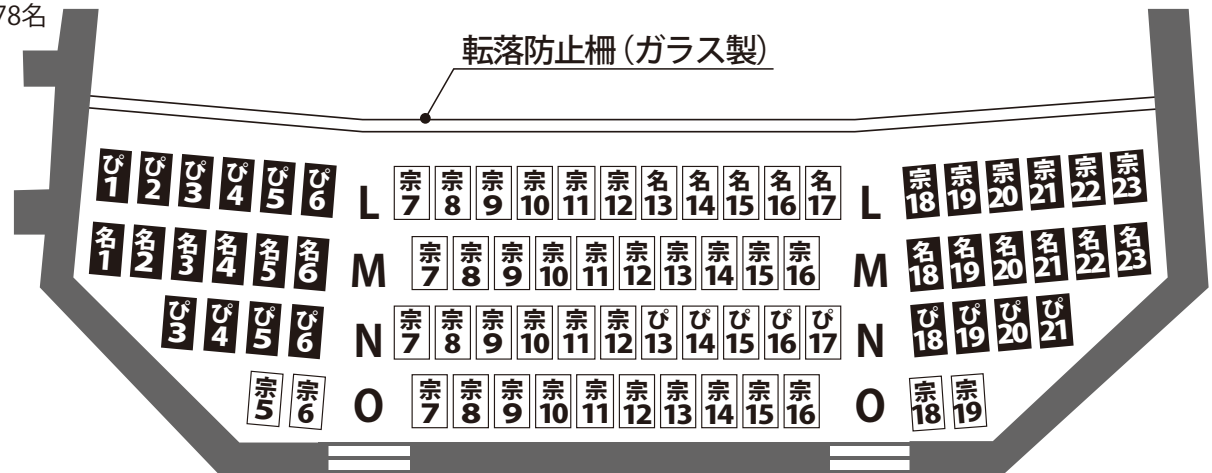 78名
転落防止柵（ガラス製）
ぴ1 ぴ2 ぴ3 ぴ4 ぴ5 ぴ6 L 宗7 宗8 宗9 宗10 宗11 宗12 名13 名14 名15 名16 名17 L 宗18 宗19 宗20 宗21 宗22 宗23
名1 名2 名3 名4 名5 名6 M 宗7 宗8 宗9 宗10 宗11 宗12 宗13 宗14 宗15 宗16 M 名18 名19 名20 名21 名22 名23
ぴ3 ぴ4 ぴ5 ぴ6 N 宗7 宗8 宗9 宗10 宗11 宗12 ぴ13 ぴ14 ぴ15 ぴ16 ぴ17 N ぴ18 ぴ19 ぴ20 ぴ21
宗5 宗6 O 宗7 宗8 宗9 宗10 宗11 宗12 宗13 宗14 宗15 宗16 O 宗18 宗19